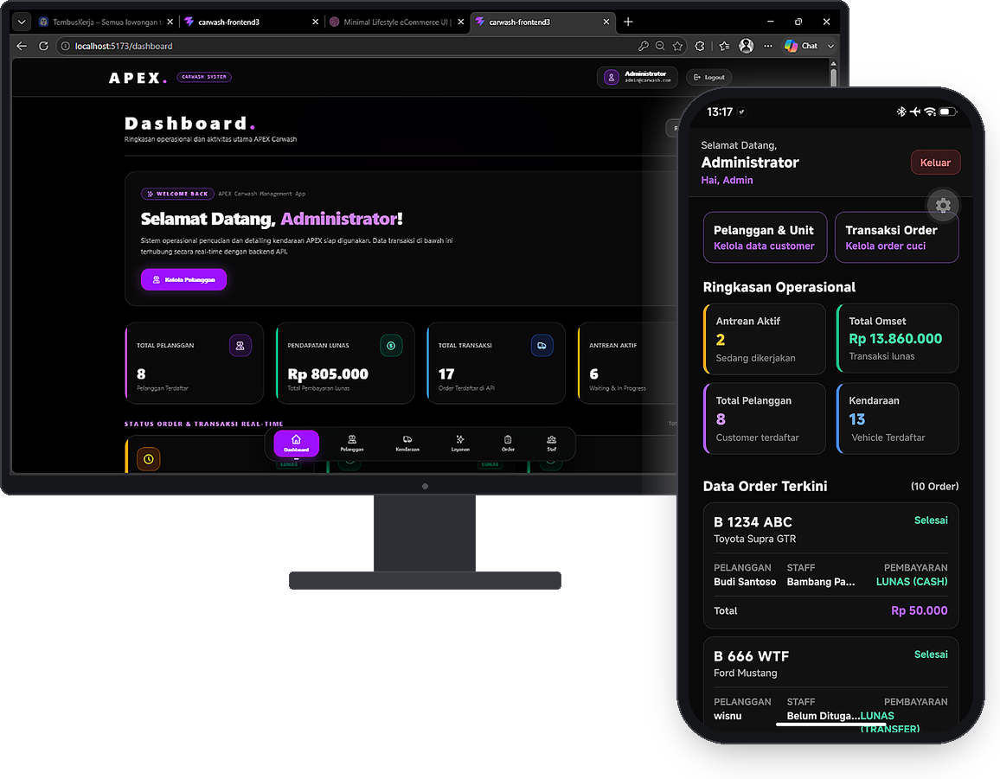 TembusKerja – Semua lowongan t
carwash-frontend3
Minimal Lifestyle eCommerce UI |
carwash-frontend3
localhost:5173/dashboard
Chat
APEX.
CARWASH SYSTEM
Administrator
admin@carwash.com
Logout
Dashboard.
Ringkasan operasional dan aktivitas utama APEX Carwash
R
WELCOME BACK
APEX Carwash Management App
Selamat Datang, Administrator!
Sistem operasional pencucian dan detailing kendaraan APEX siap digunakan. Data transaksi di bawah ini
terhubung secara real-time dengan backend API.
Kelola Pelanggan
TOTAL PELANGGAN
8
Pelanggan Terdaftar
PENDAPATAN LUNAS
Rp 805.000
Total Pembayaran Lunas
TOTAL TRANSAKSI
17
Order Terdaftar di API
ANTREAN AKTIF
6
Waiting & In Progress
STATUS ORDER & TRANSAKSI REAL-TIME
Tot
Dashboard
Pelanggan
Kendaraan
Layanan
Order
Staf
LUNAS
LUNAS
13:17
Selamat Datang,
Administrator
Hai, Admin
Keluar
Pelanggan & Unit
Kelola data customer
Transaksi Order
Kelola order cuci
Ringkasan Operasional
Antrean Aktif
2
Sedang dikerjakan
Total Omset
Rp 13.860.000
Transaksi lunas
Total Pelanggan
8
Customer terdaftar
Kendaraan
13
Vehicle Terdaftar
Data Order Terkini
(10 Order)
B 1234 ABC
Selesai
Toyota Supra GTR
PELANGGAN STAFF PEMBAYARAN
Budi Santoso Bambang Pa... LUNAS (CASH)
Total Rp 50.000
B 666 WTF
Selesai
Ford Mustang
PELANGGAN STAFF PEMBAYARAN
wisnu Belum Dituga... LUNAS
(TRANSFER)